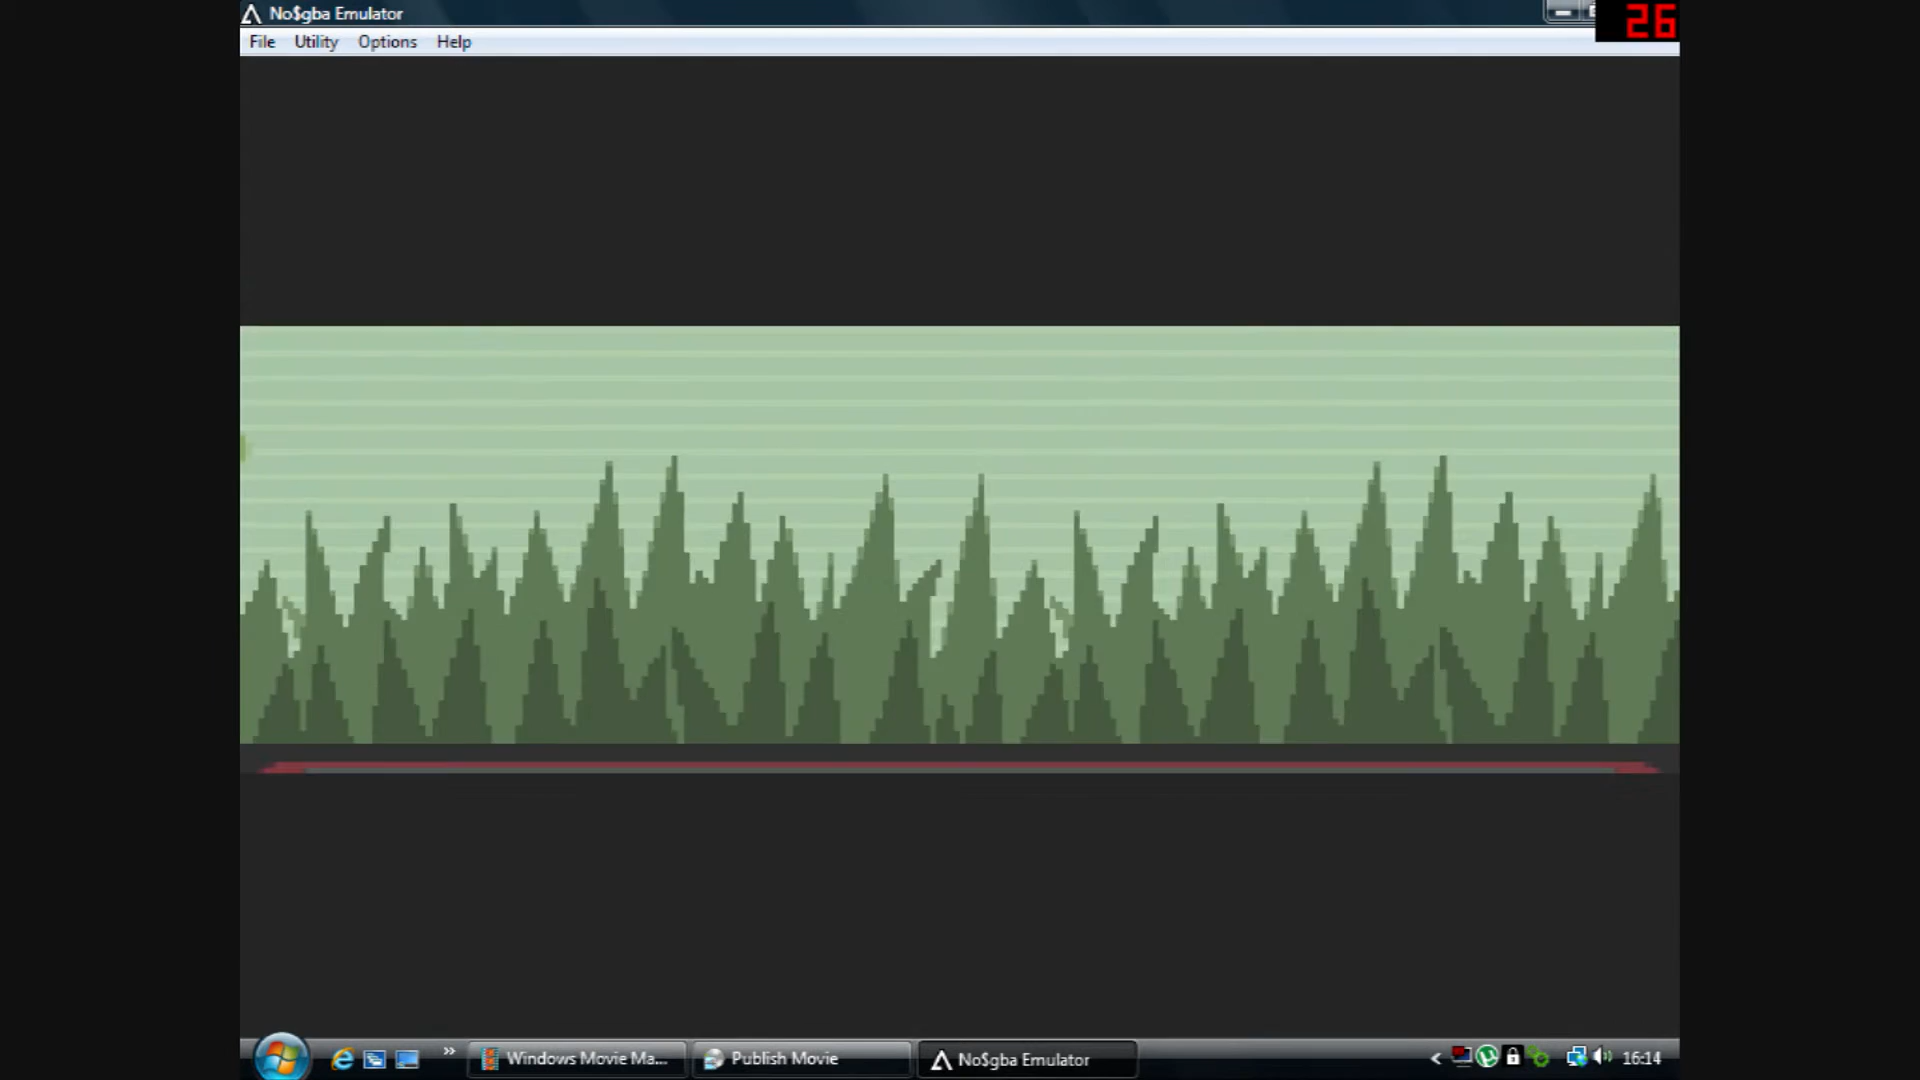 No$gba Emulator
26
File Utility Options Help
Windows Movie Ma...
Publish Movie
No$gba Emulator
16:14